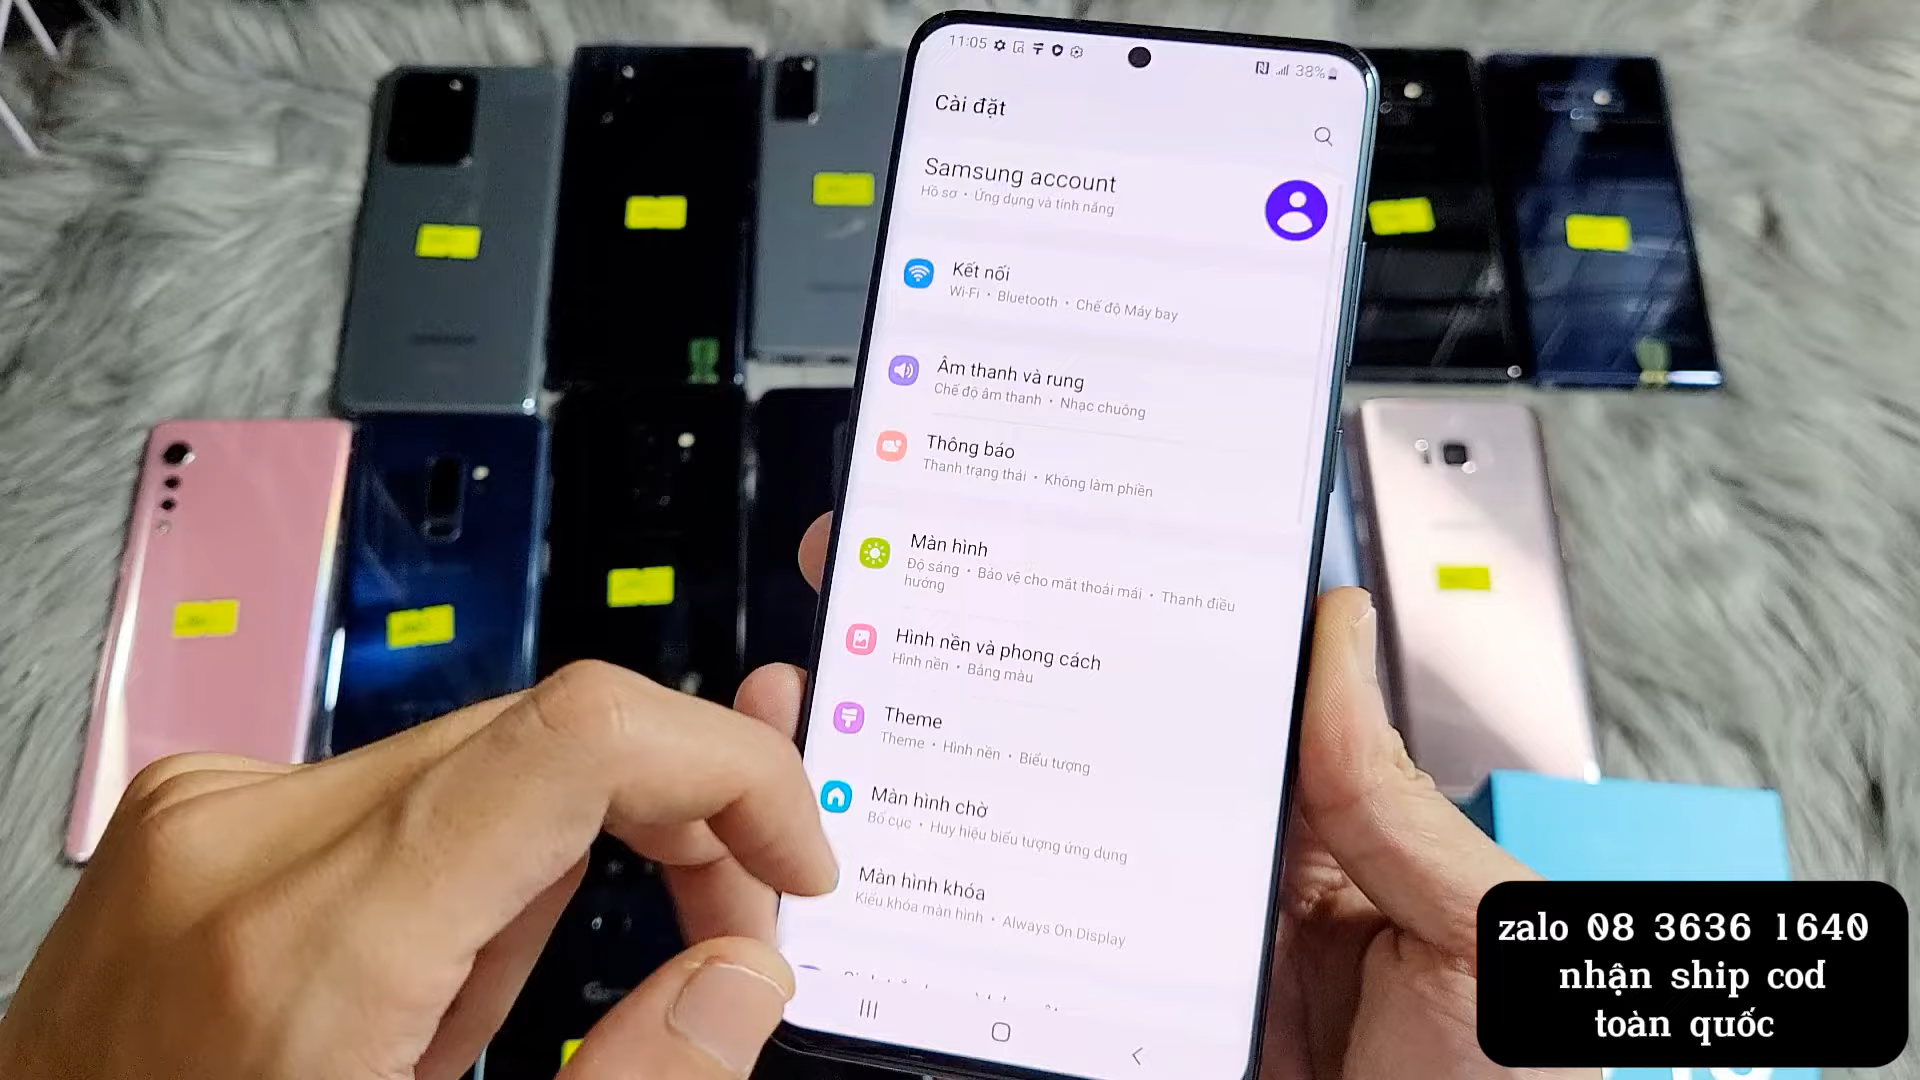 11:05
38%
Cài đặt
Samsung account
Hồ sơ • Ứng dụng và tính năng
Kết nối
Wi-Fi • Bluetooth • Chế độ Máy bay
Âm thanh và rung
Chế độ âm thanh • Nhạc chuông
Thông báo
Thanh trạng thái • Không làm phiền
Màn hình
Độ sáng • Bảo vệ cho mắt thoải mái • Thanh điều
hướng
Hình nền và phong cách
Hình nền • Bảng màu
Theme
Theme • Hình nền • Biểu tượng
Màn hình chờ
Bố cục • Huy hiệu biểu tượng ứng dụng
Màn hình khóa
Kiểu khóa màn hình • Always On Display
zalo 08 3636 1640
nhận ship cod
toàn quốc